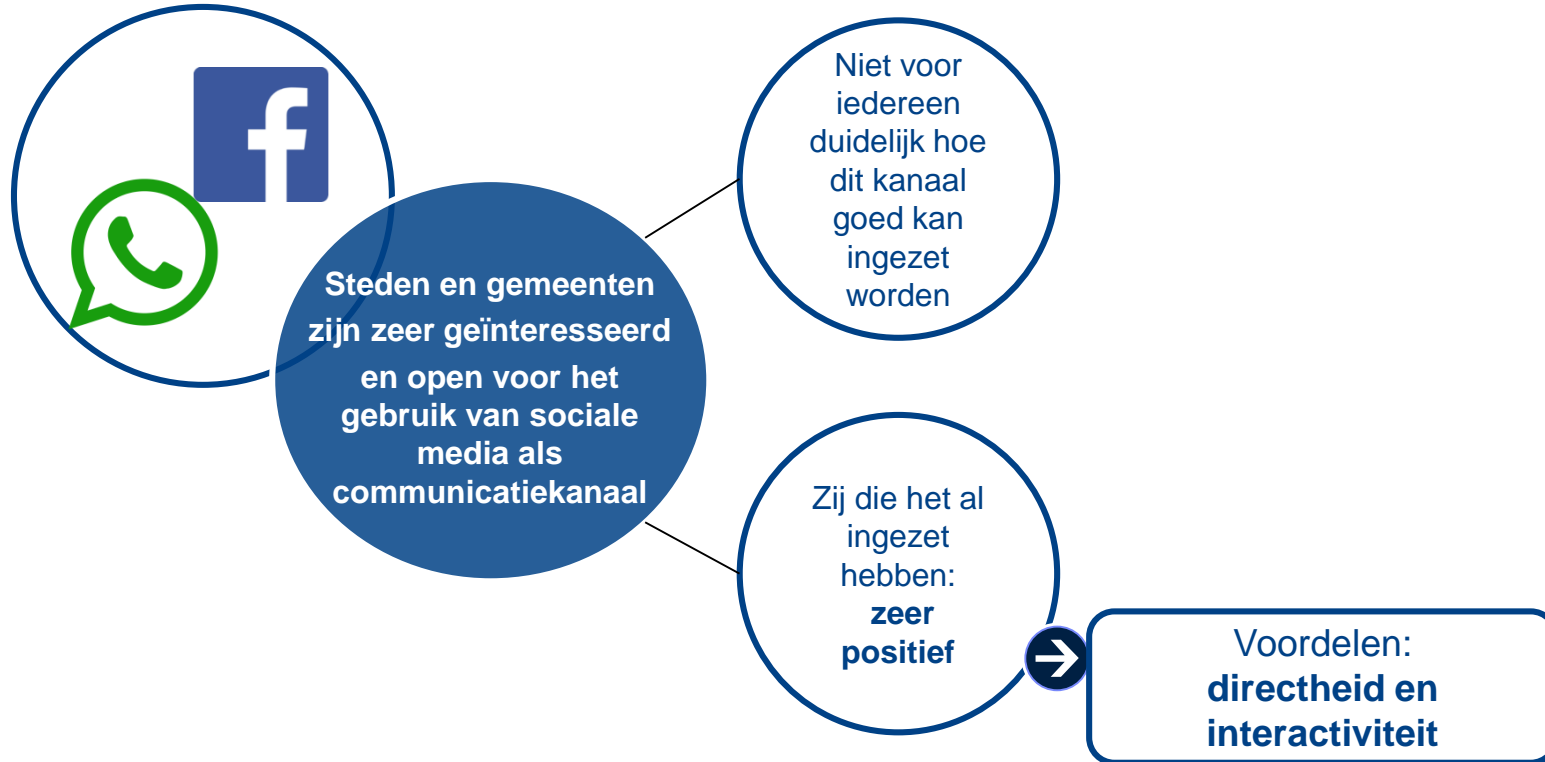 Steden en gemeenten
zijn zeer geïnteresseerd
en open voor het
gebruik van sociale
media als
communicatiekanaal
Niet voor
iedereen
duidelijk hoe
dit kanaal
goed kan
ingezet
worden
Zij die het al
ingezet
hebben:
zeer
positief
Voordelen:
directheid en
interactiviteit